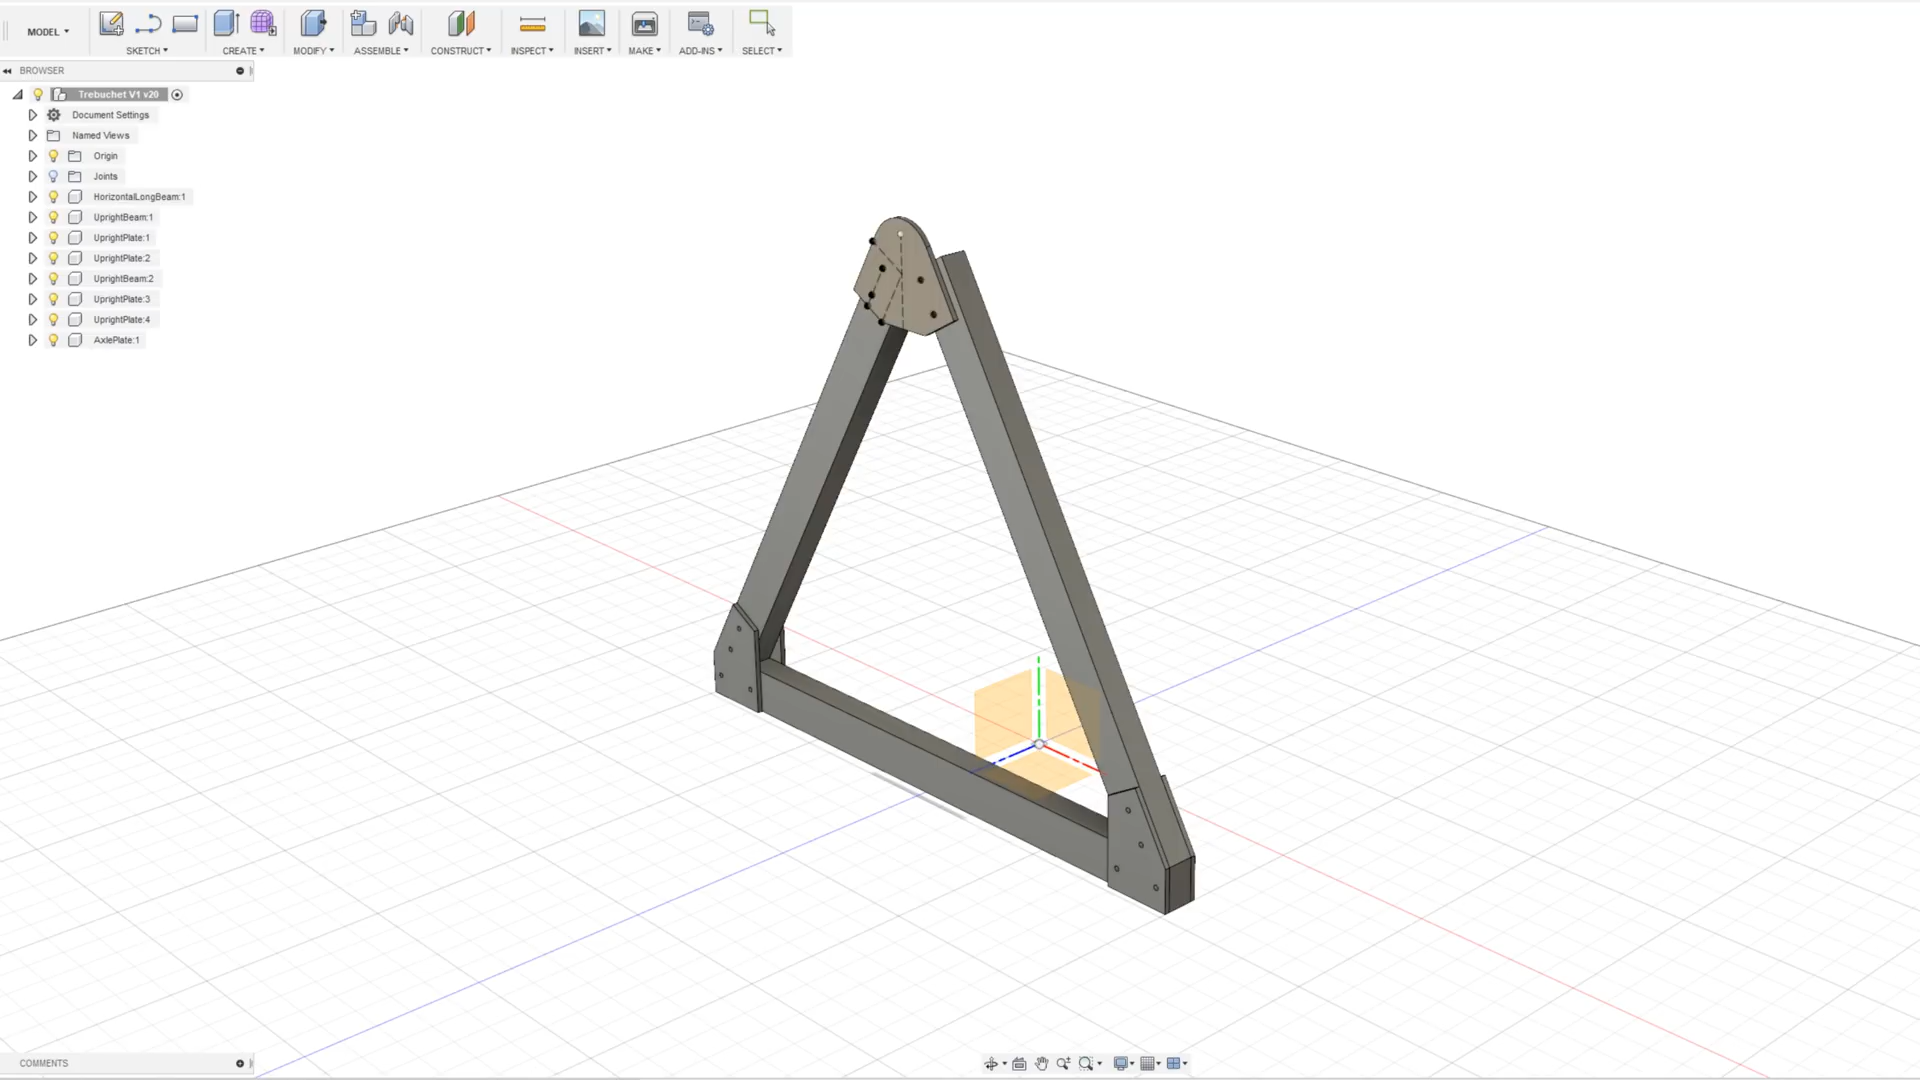 MODEL
SKETCH CREATE MODIFY ASSEMBLE CONSTRUCT INSPECT INSERT MAKE ADD-INS SELECT
BROWSER
Trebuchet V1 v20
Document Settings
Named Views
Origin
Joints
HorizontalLongBeam:1
UprightBeam:1
UprightPlate:1
UprightPlate:2
UprightBeam:2
UprightPlate:3
UprightPlate:4
AxlePlate:1
COMMENTS